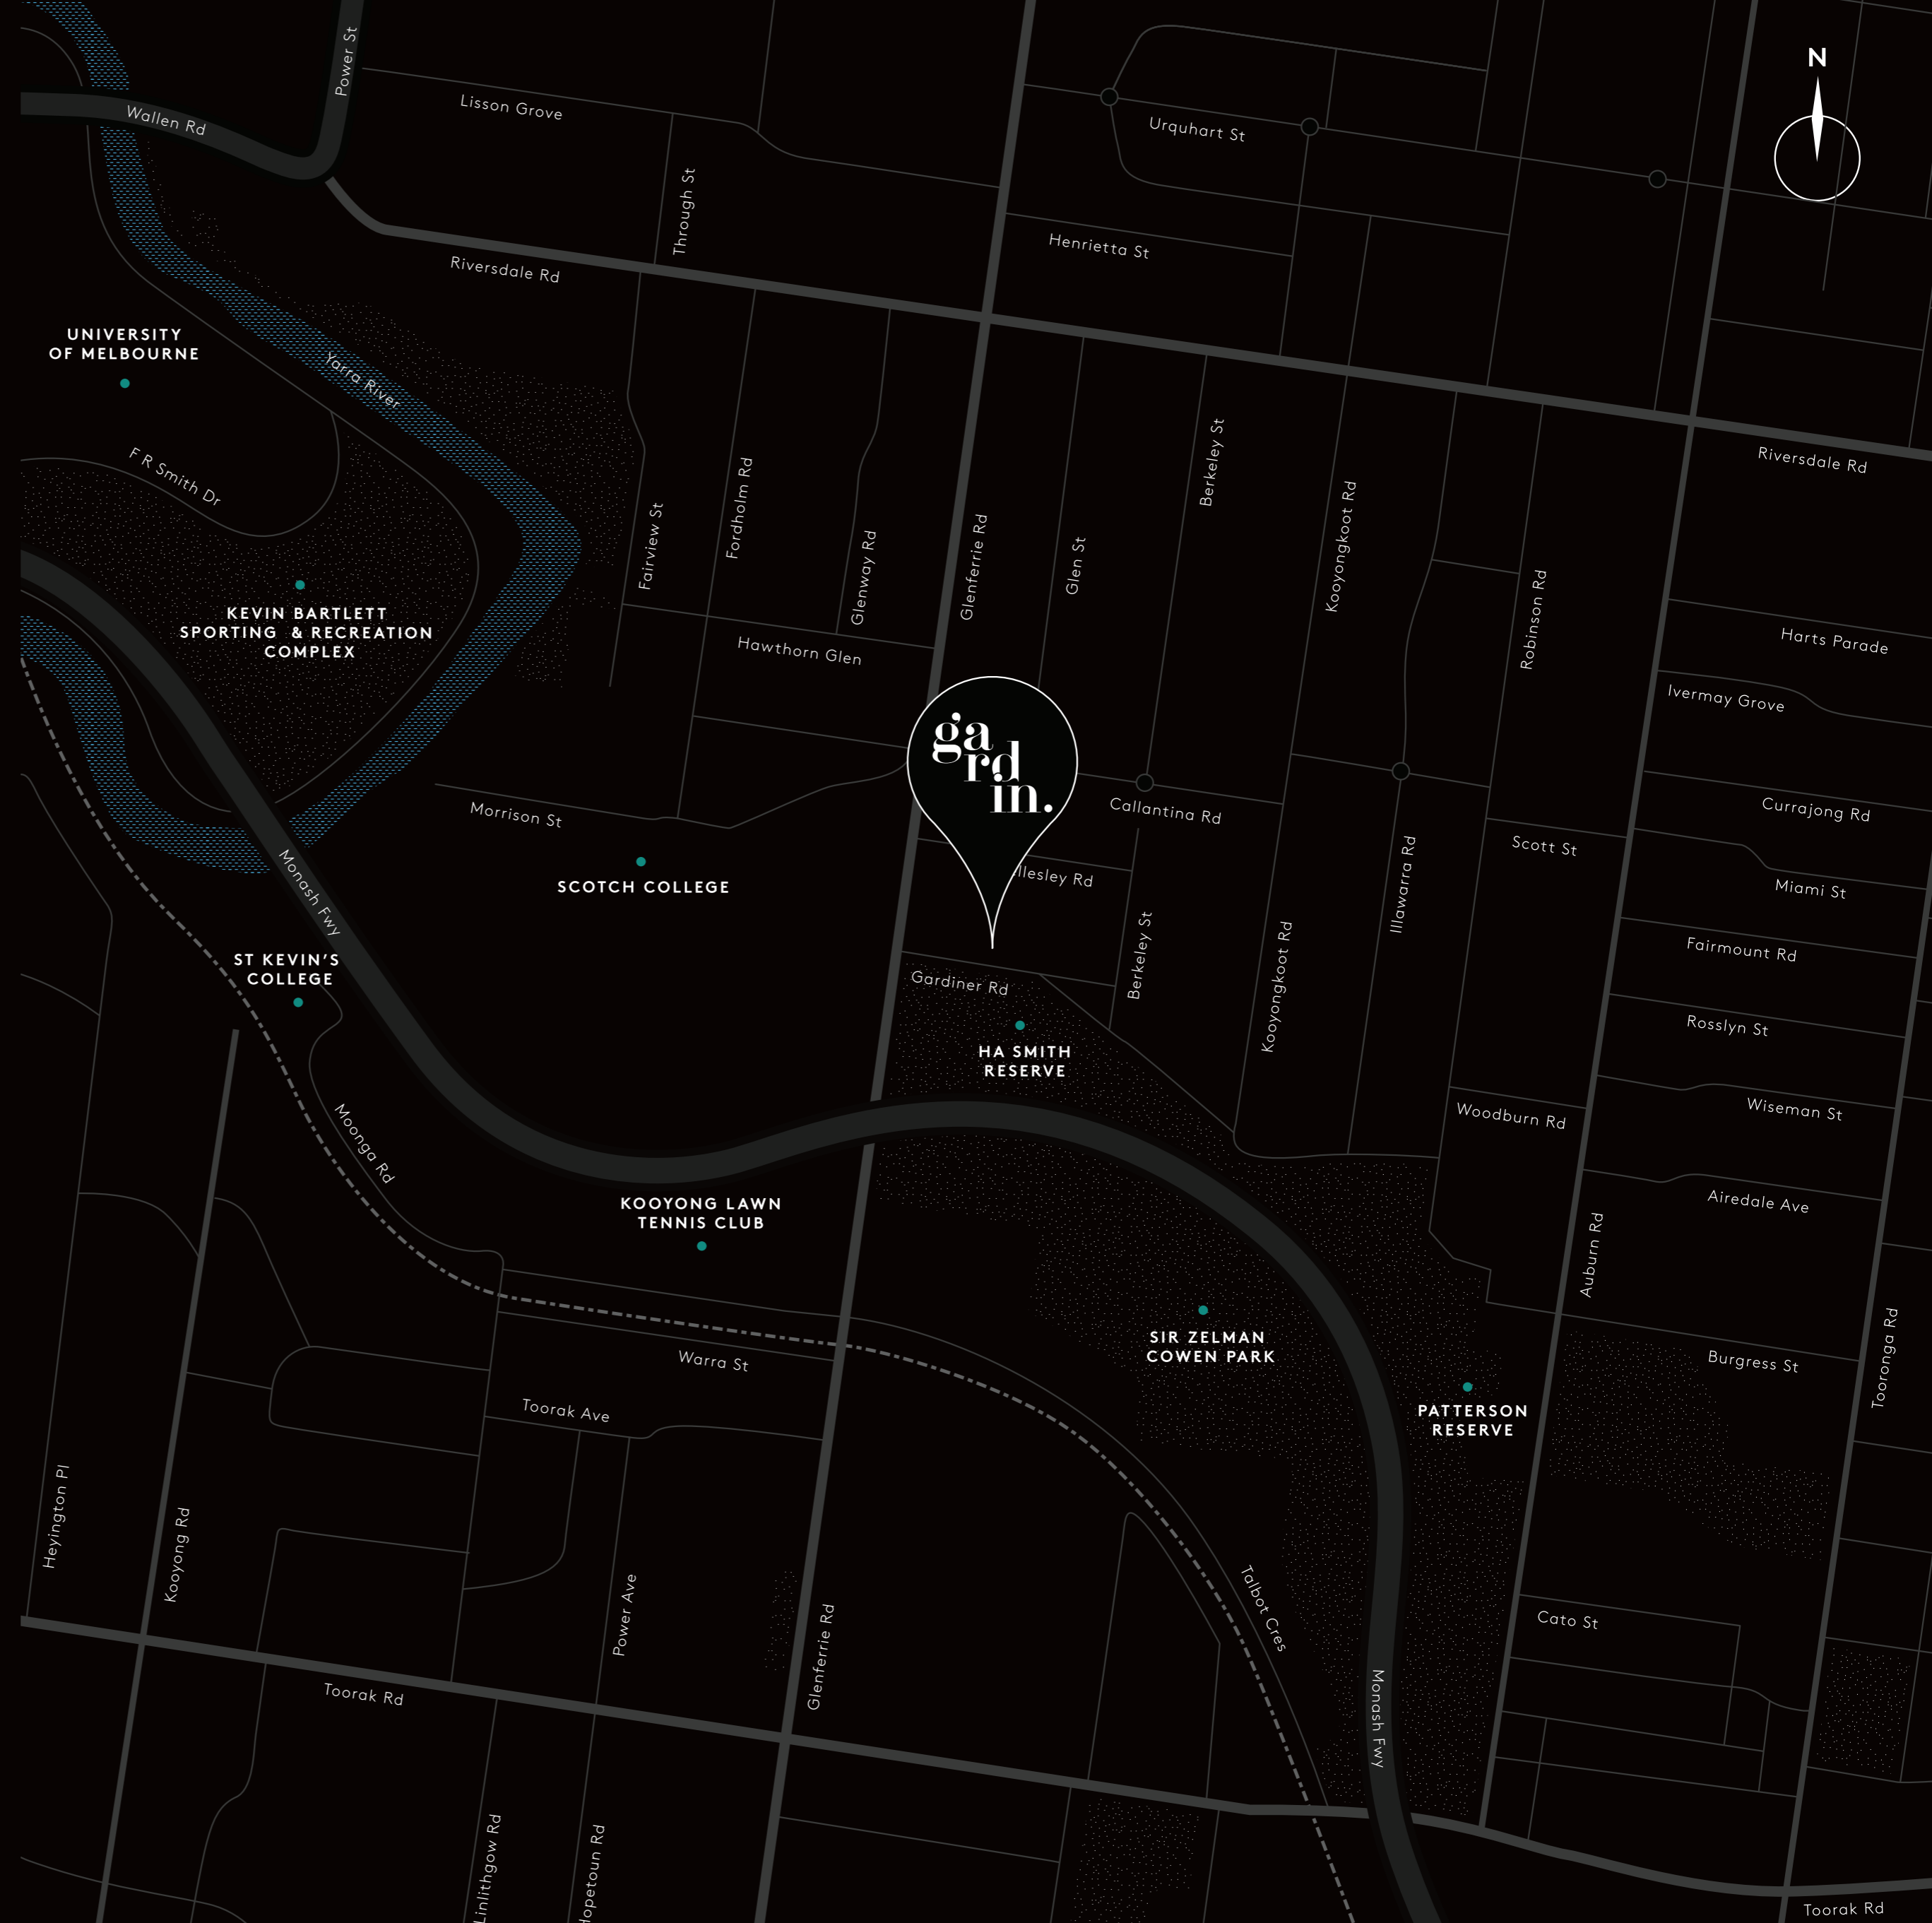 Power St
N
Lisson Grove
Wallen Rd
Urquhart St
Through St
Henrietta St
Riversdale Rd
UNIVERSITY
OF MELBOURNE
Yarra River
Berkeley St
Riversdale Rd
F R Smith Dr
Fordholm Rd
Kooyongkoot Rd
Fairview St
Glenferrie Rd
Glenway Rd
Glen St
Robinson Rd
KEVIN BARTLETT
SPORTING & RECREATION
COMPLEX
Harts Parade
Hawthorn Glen
Ivermay Grove
ga
rd
in.
Morrison St
Callantina Rd
Currajong Rd
Scott St
Monash Fwy
SCOTCH COLLEGE
Illawarra Rd
Miami St
Berkeley St
Kooyongkoot Rd
Fairmount Rd
ST KEVIN'S
COLLEGE
Gardiner Rd
Rosslyn St
HA SMITH
RESERVE
Moonga Rd
Woodburn Rd
Wiseman St
KOOYONG LAWN
TENNIS CLUB
Airedale Ave
Auburn Rd
SIR ZELMAN
COWEN PARK
Warra St
Burgress St
Tooronga Rd
Toorak Ave
PATTERSON
RESERVE
Heyington Pl
Kooyong Rd
Power Ave
Glenferrie Rd
Talbot Cres
Cato St
Toorak Rd
Monash Fwy
Linlithgow Rd
Toorak Rd